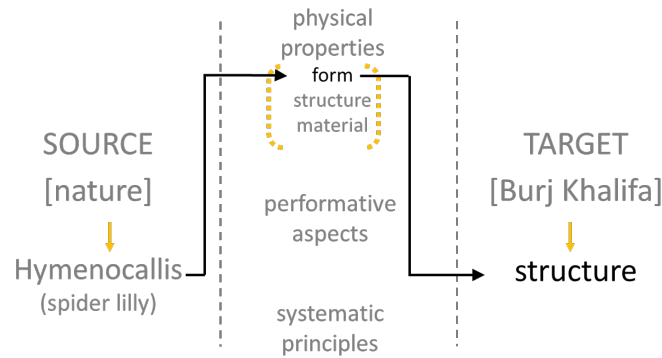 physical
properties
form
structure
material
SOURCE
[nature]
TARGET
[Burj Khalifa]
performative
aspects
Hymenocallis
(spider lilly)
structure
systematic
principles